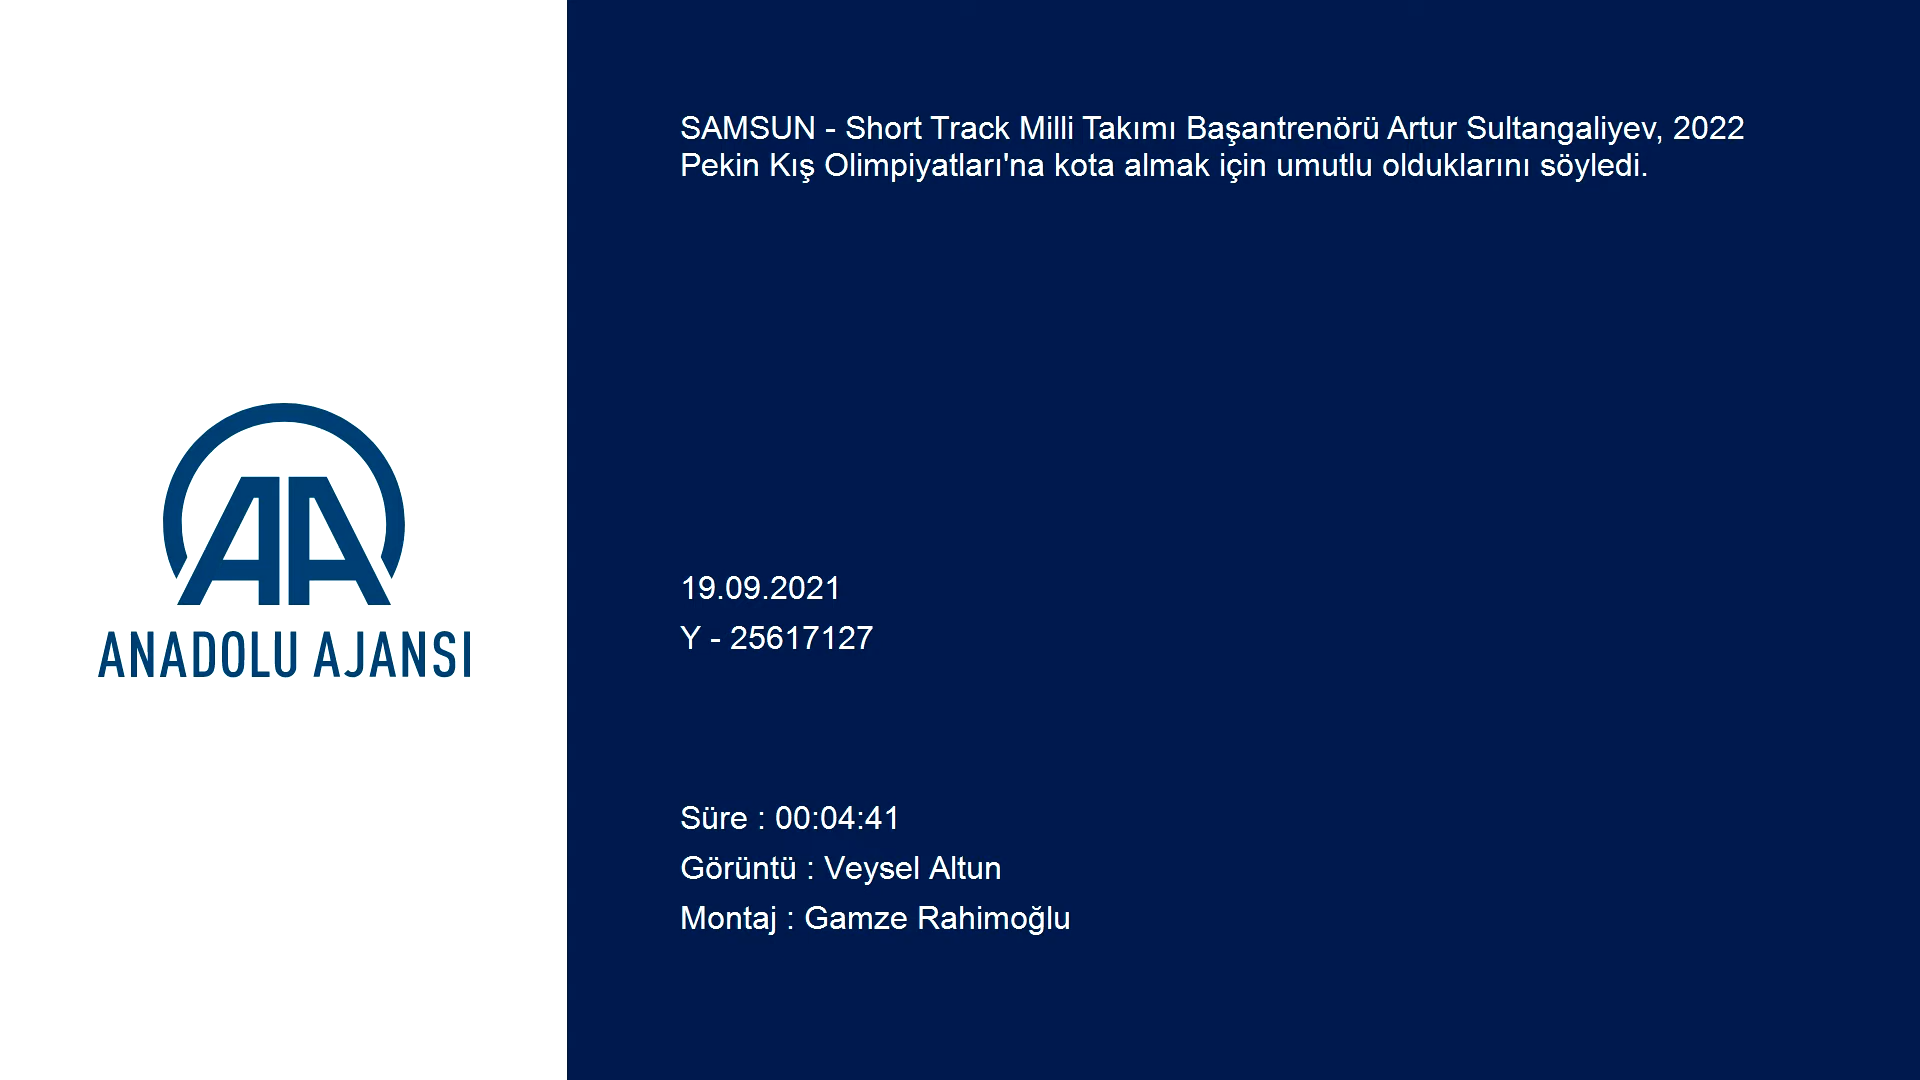 SAMSUN - Short Track Milli Takımı Başantrenörü Artur Sultangaliyev, 2022
Pekin Kış Olimpiyatları'na kota almak için umutlu olduklarını söyledi.
AA
ANADOLU AJANSI
19.09.2021
Y - 25617127
Süre : 00:04:41
Görüntü : Veysel Altun
Montaj : Gamze Rahimoğlu